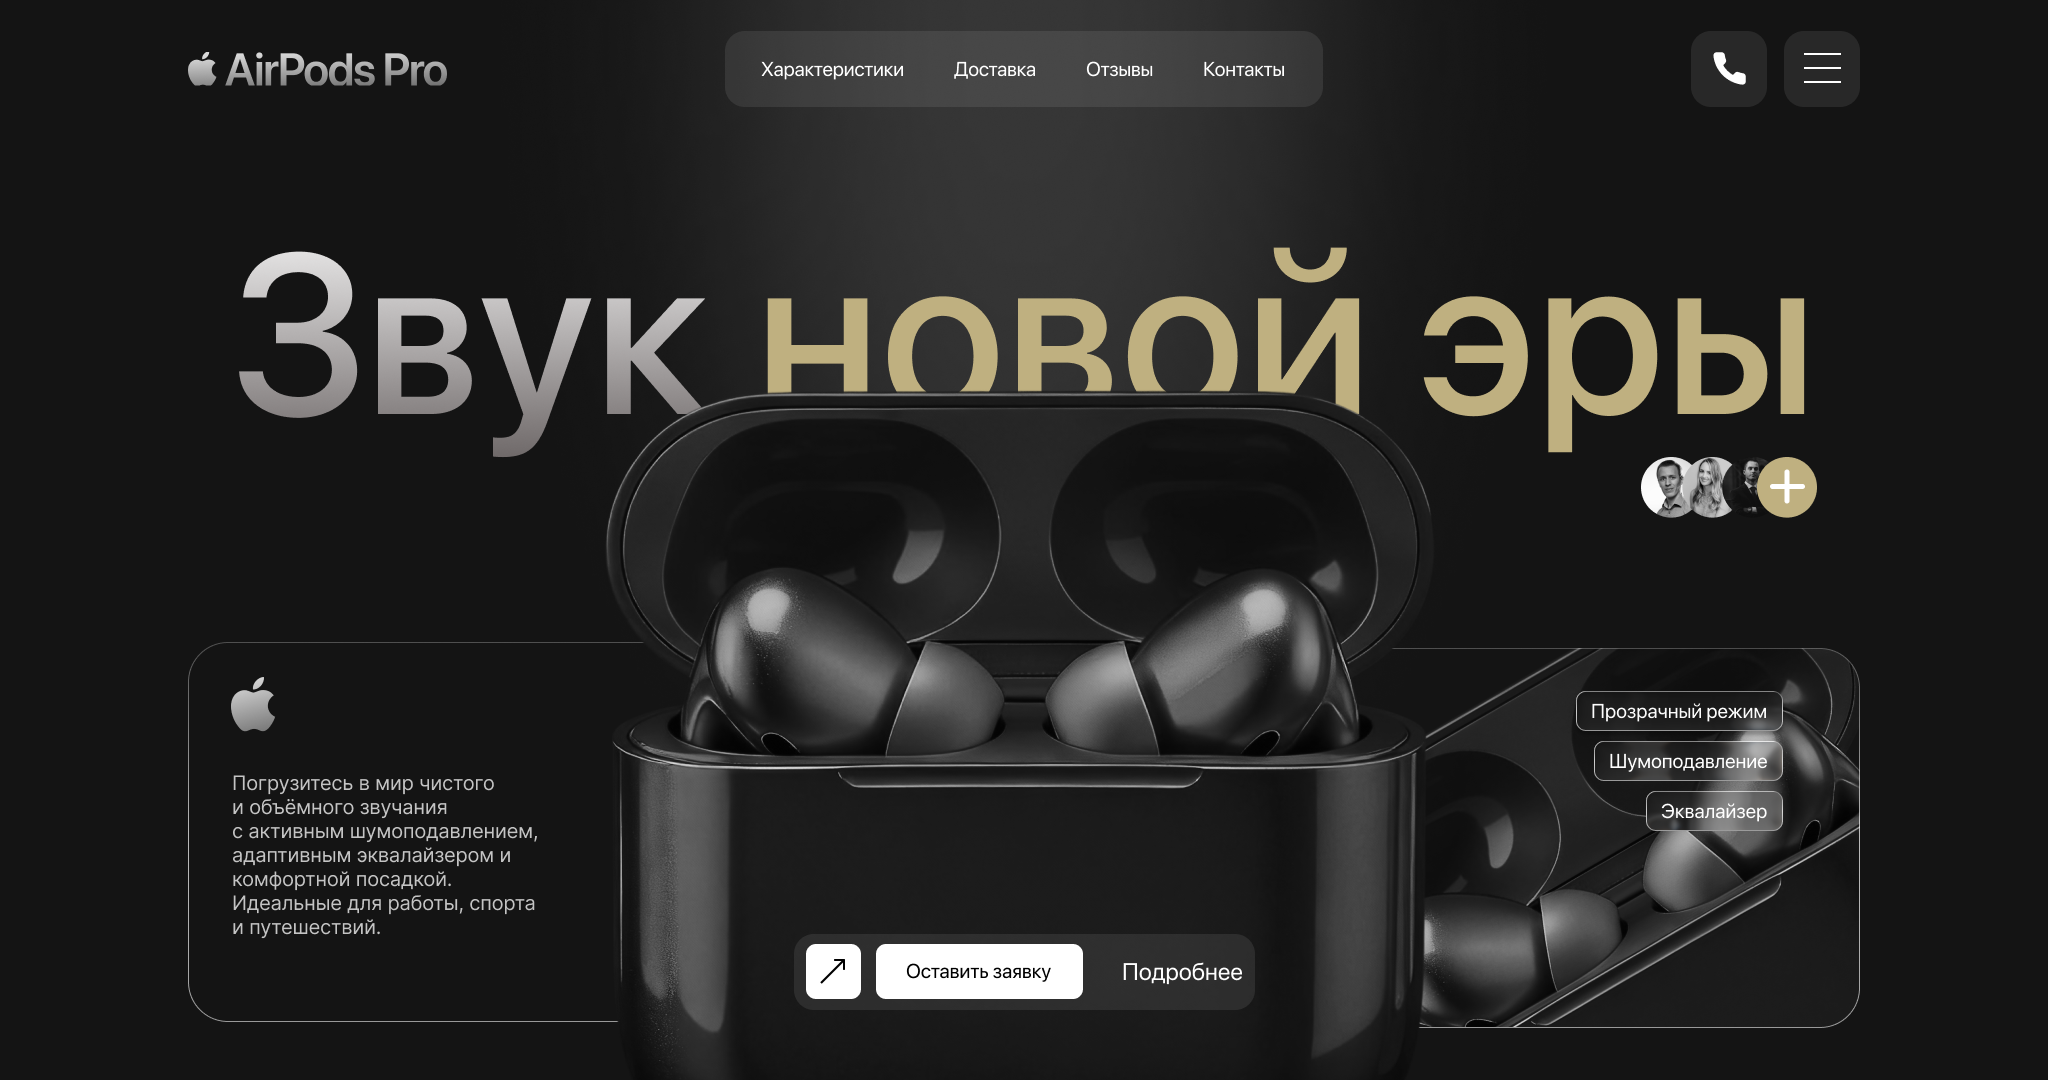 AirPods Pro
Характеристики
Доставка
Отзывы
Контакты
Звук новой эры
Погрузитесь в мир чистого
и объёмного звучания
с активным шумоподавлением,
адаптивным эквалайзером и
комфортной посадкой.
Идеальные для работы, спорта
и путешествий.
Прозрачный режим
Шумоподавление
Эквалайзер
Оставить заявку
Подробнее